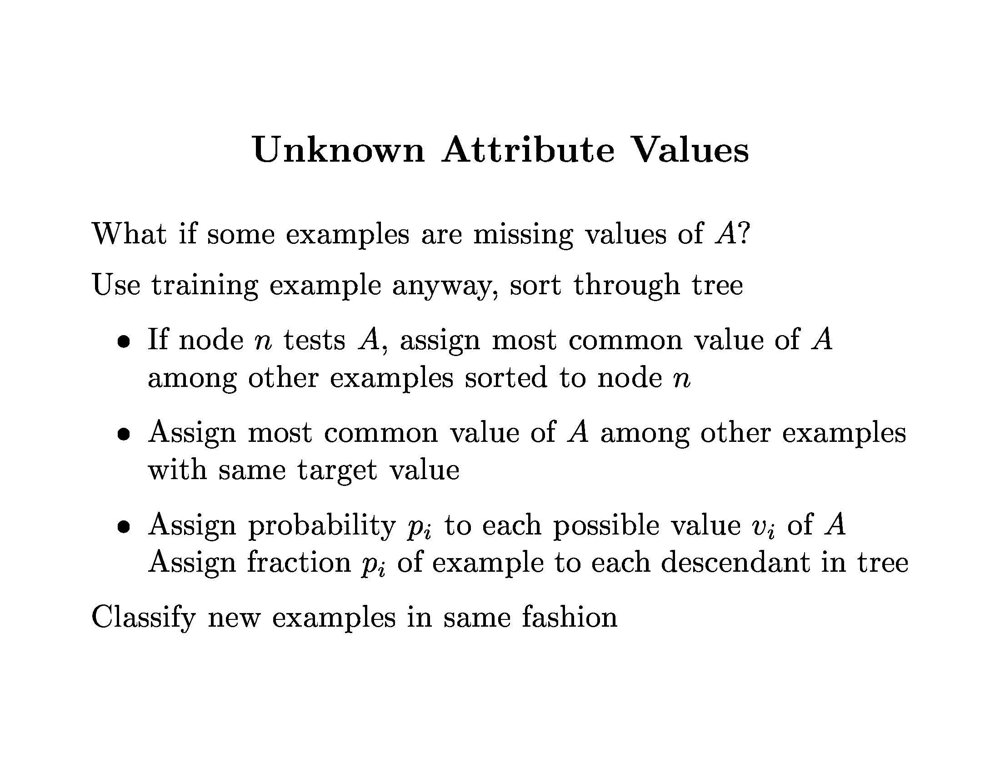 Unknown Attribute Values
What if some examples are missing values of A?
Use training example anyway, sort through tree
• If node n tests A, assign most common value of A
among other examples sorted to node n
• Assign most common value of A among other examples
with same target value
• Assign probability p_i to each possible value v_i of A
Assign fraction p_i of example to each descendant in tree
Classify new examples in same fashion